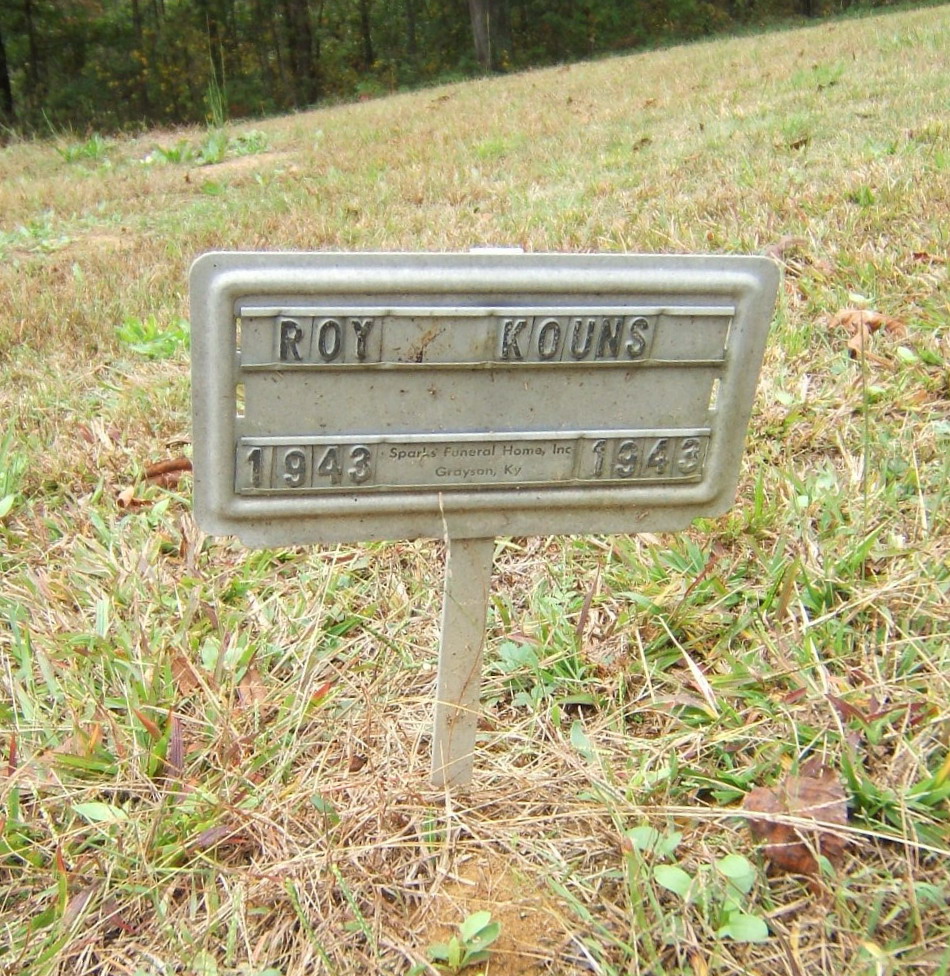 ROY KOUNS
1943 Sparks Funeral Home, Inc 1943
Grayson, Ky